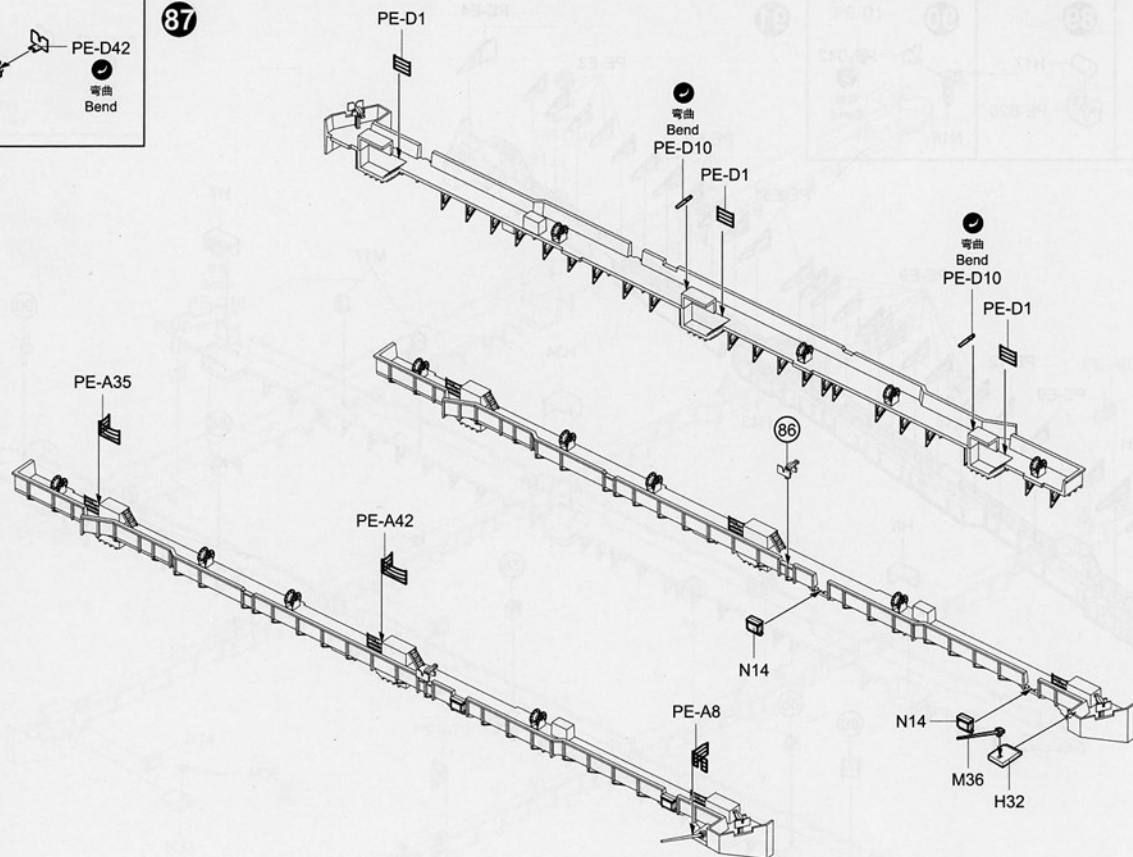 87
PE-D42
弯曲
Bend
PE-D1
弯曲
Bend
PE-D10
PE-D1
弯曲
Bend
PE-D10
PE-D1
PE-A35
86
PE-A42
N14
PE-A8
N14
M36
H32